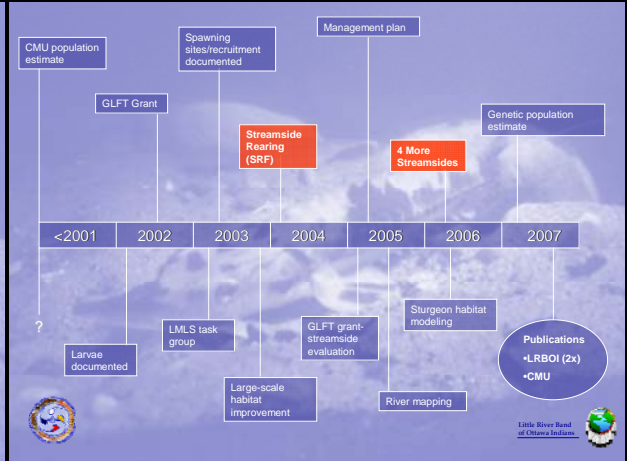 Management plan
Spawning
sites/recruitment
documented
CMU population
estimate
GLFT Grant
Genetic population
estimate
Streamside
Rearing
(SRF)
4 More
Streamsides
<2001 2002 2003 2004 2005 2006 2007
?
Larvae
documented
LMLS task
group
Large-scale
habitat
improvement
GLFT grant-
streamside
evaluation
River mapping
Sturgeon habitat
modeling
Publications
•LRBOI (2x)
•CMU
Little River Band
of Ottawa Indians